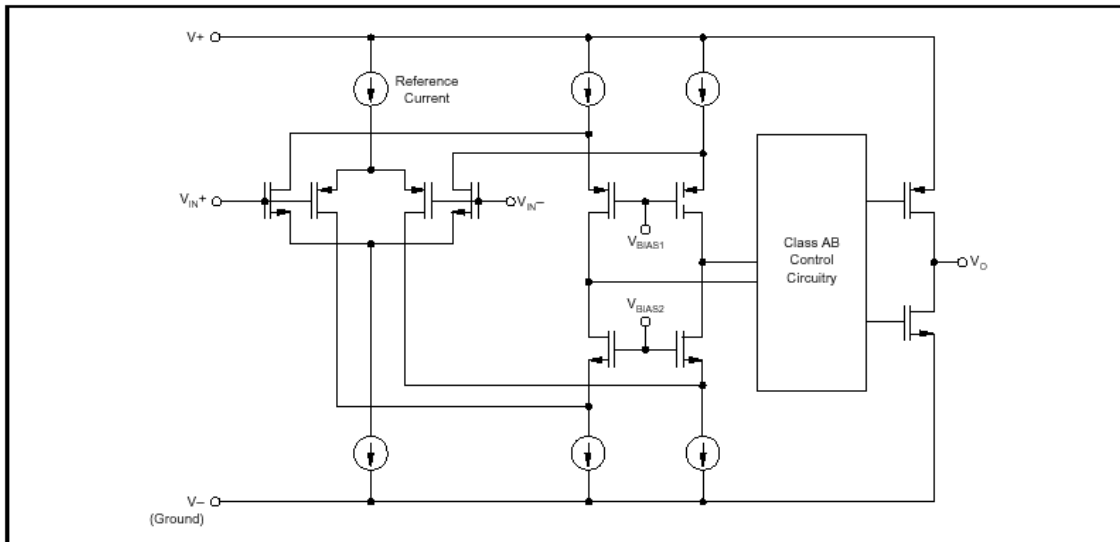 V+
Reference
Current
VIN+
VIN–
VBIAS1
Class AB
Control
Circuitry
VO
VBIAS2
V–
(Ground)